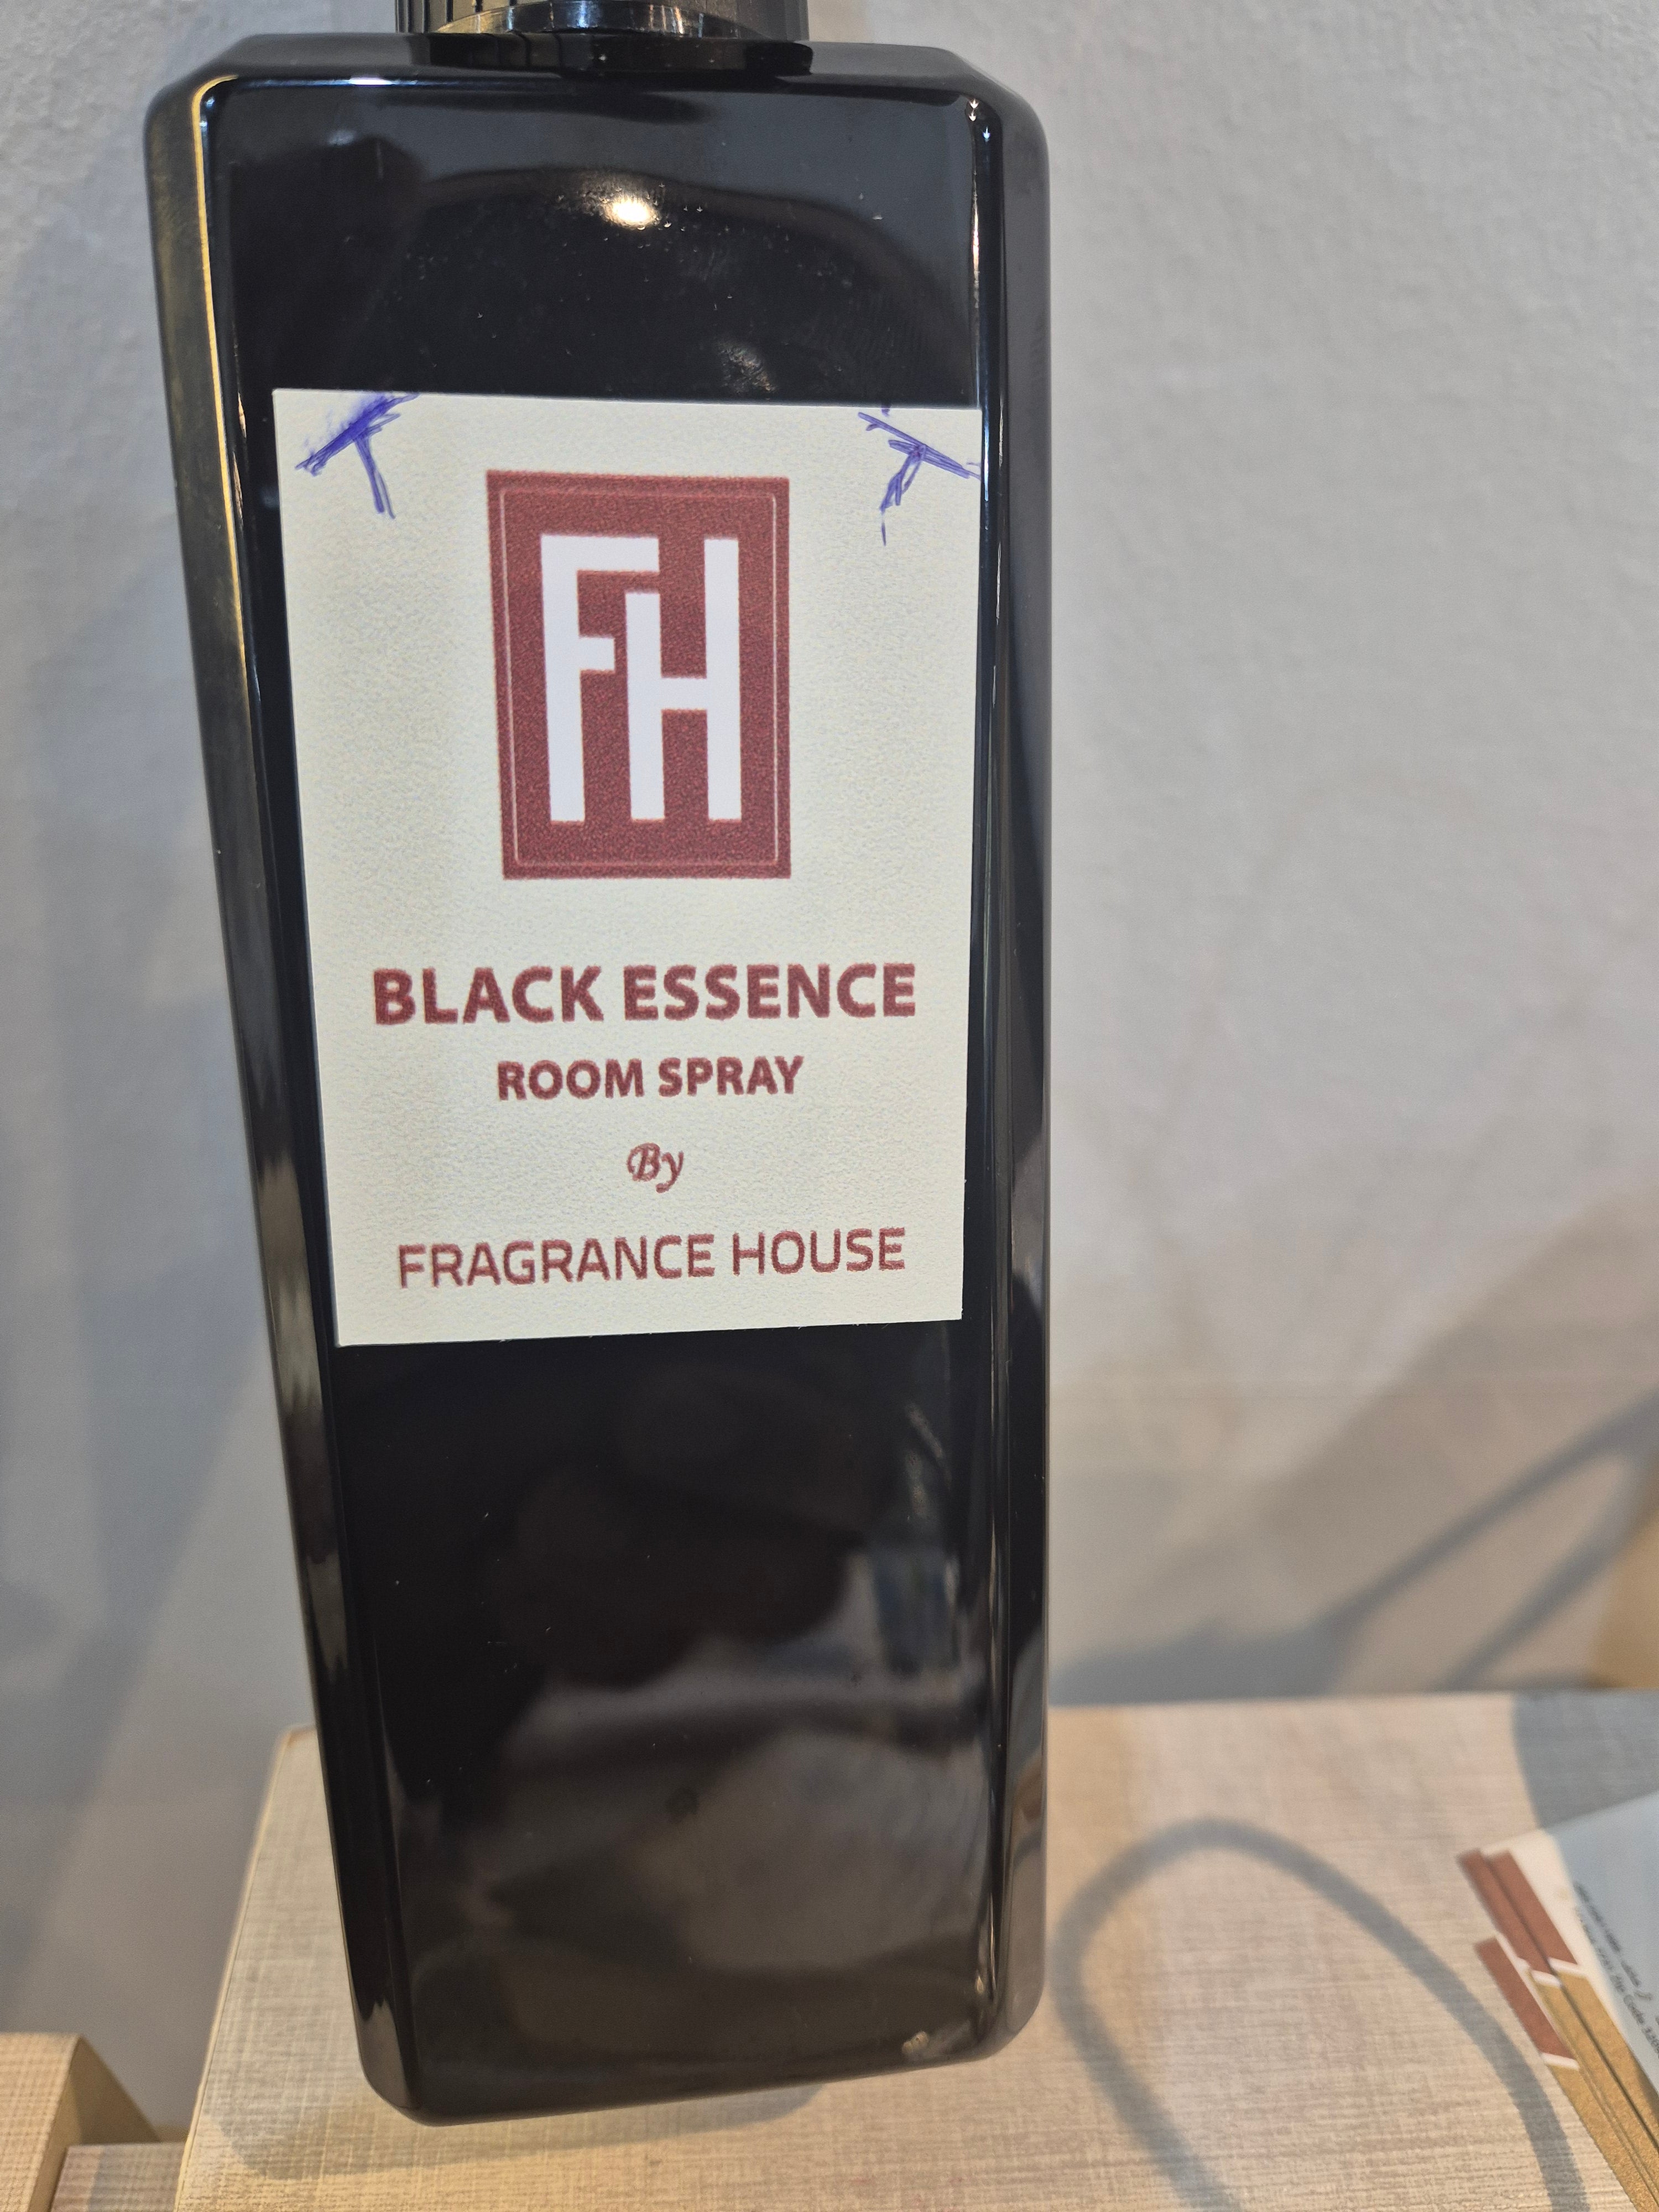 FH
BLACK ESSENCE
ROOM SPRAY
By
FRAGRANCE HOUSE